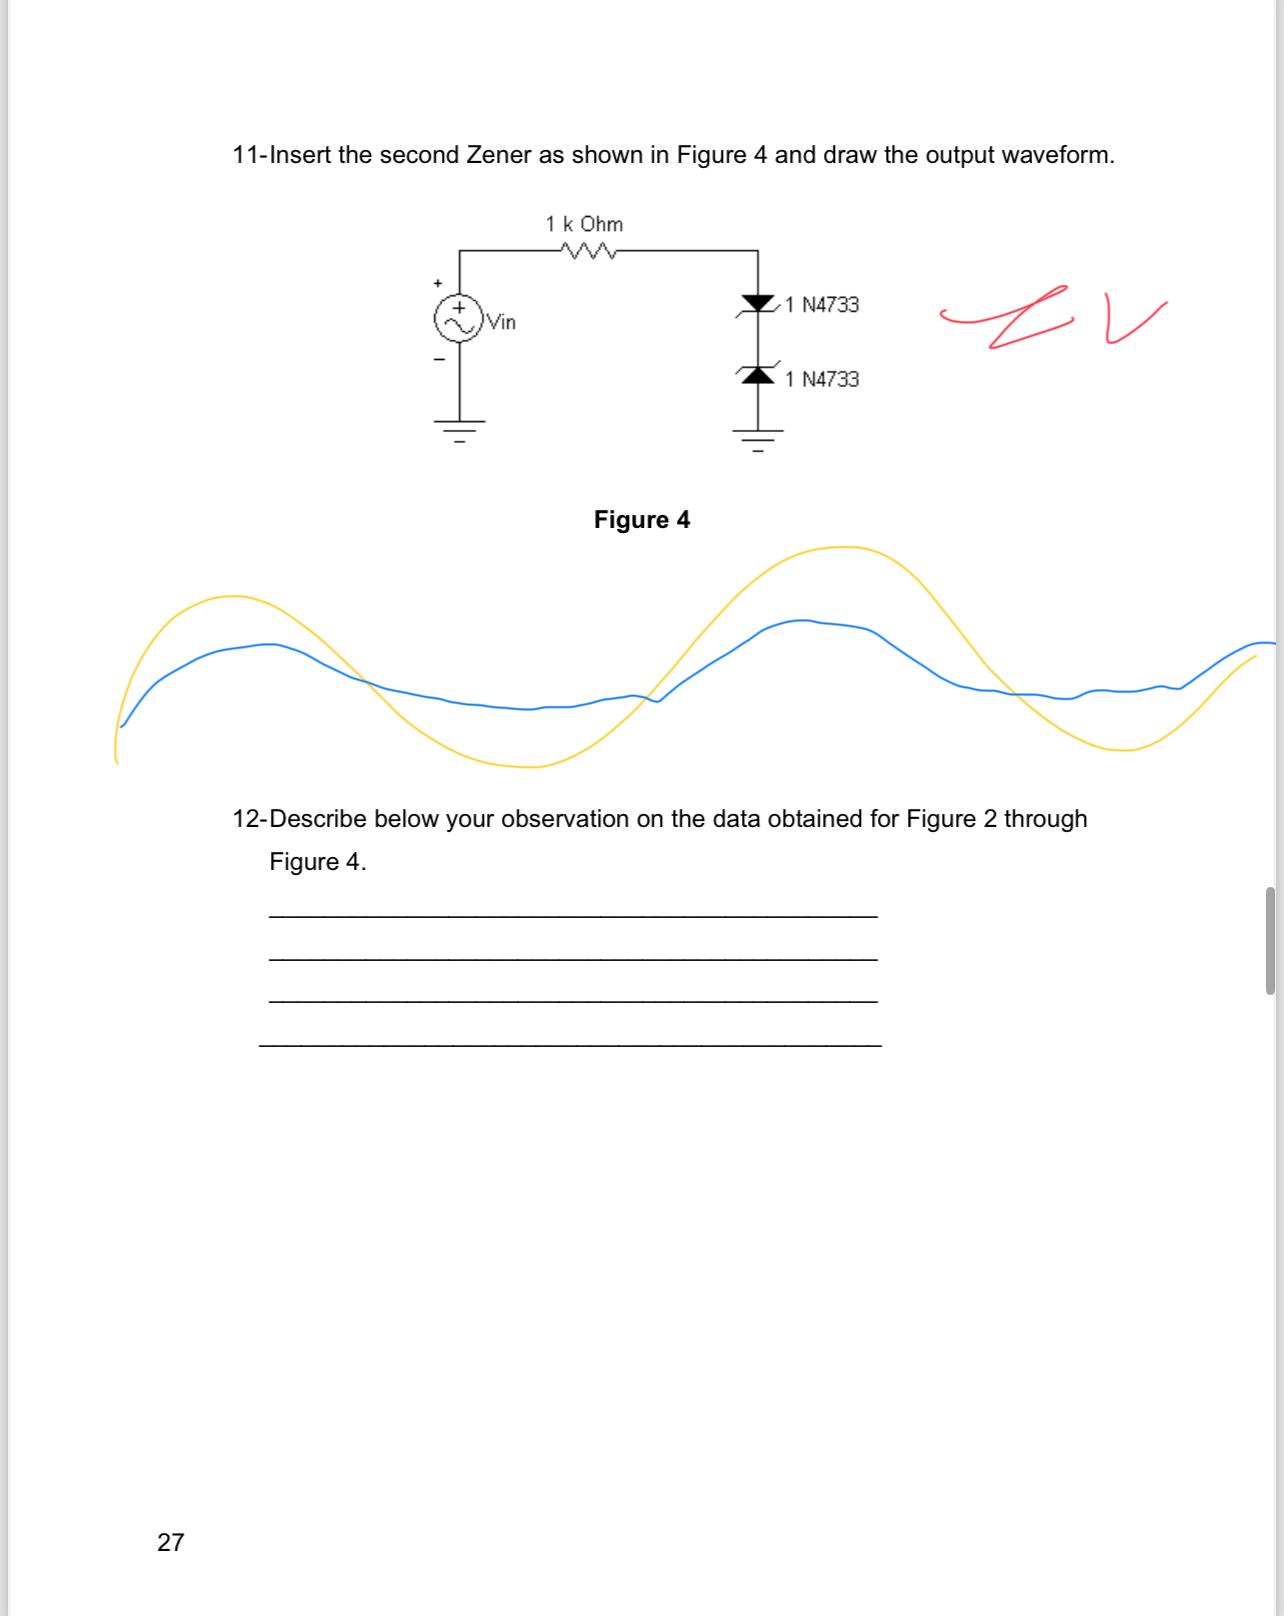 11-Insert the second Zener as shown in Figure 4 and draw the output waveform.
1 k Ohm
+
+
Vin
–
1 N4733
1 N4733
Figure 4
12-Describe below your observation on the data obtained for Figure 2 through
Figure 4.
27